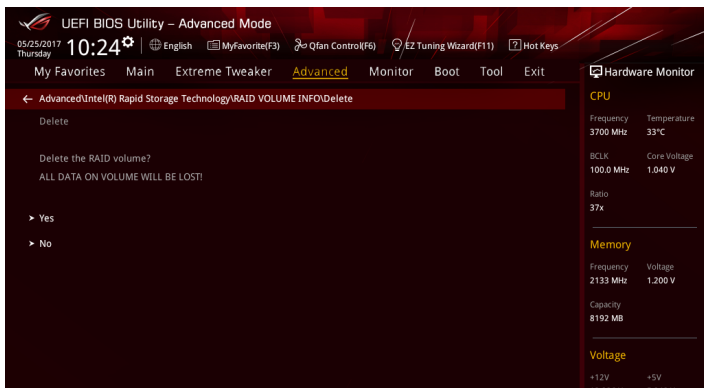 UEFI BIOS Utility – Advanced Mode
05/25/2017 Thursday 10:24 English MyFavorite(F3) Qfan Control(F6) EZ Tuning Wizard(F11) ? Hot Keys
My Favorites Main Extreme Tweaker Advanced Monitor Boot Tool Exit
Hardware Monitor
← Advanced\Intel(R) Rapid Storage Technology\RAID VOLUME INFO\Delete
Delete
Delete the RAID volume?
ALL DATA ON VOLUME WILL BE LOST!
> Yes
> No
CPU
Frequency Temperature
3700 MHz 33°C
BCLK Core Voltage
100.0 MHz 1.040 V
Ratio
37x
Memory
Frequency Voltage
2133 MHz 1.200 V
Capacity
8192 MB
Voltage
+12V +5V